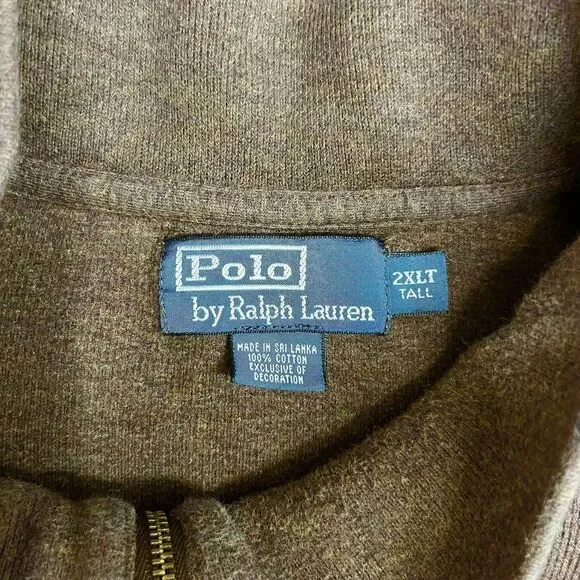 Polo
by Ralph Lauren
2XLT
TALL
MADE IN SRI LANKA
100% COTTON
EXCLUSIVE OF
DECORATION